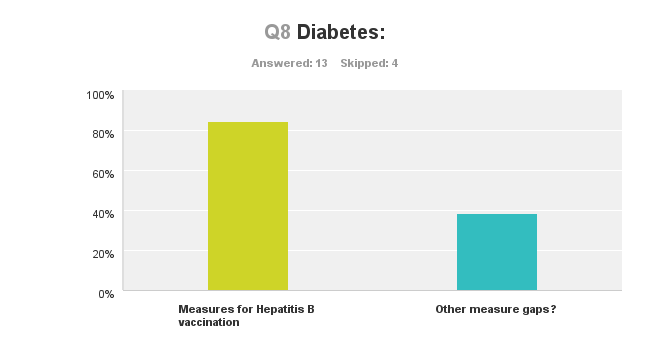 Q8 Diabetes:
Answered: 13 Skipped: 4
100%
80%
60%
40%
20%
0%
Measures for Hepatitis B
vaccination
Other measure gaps?